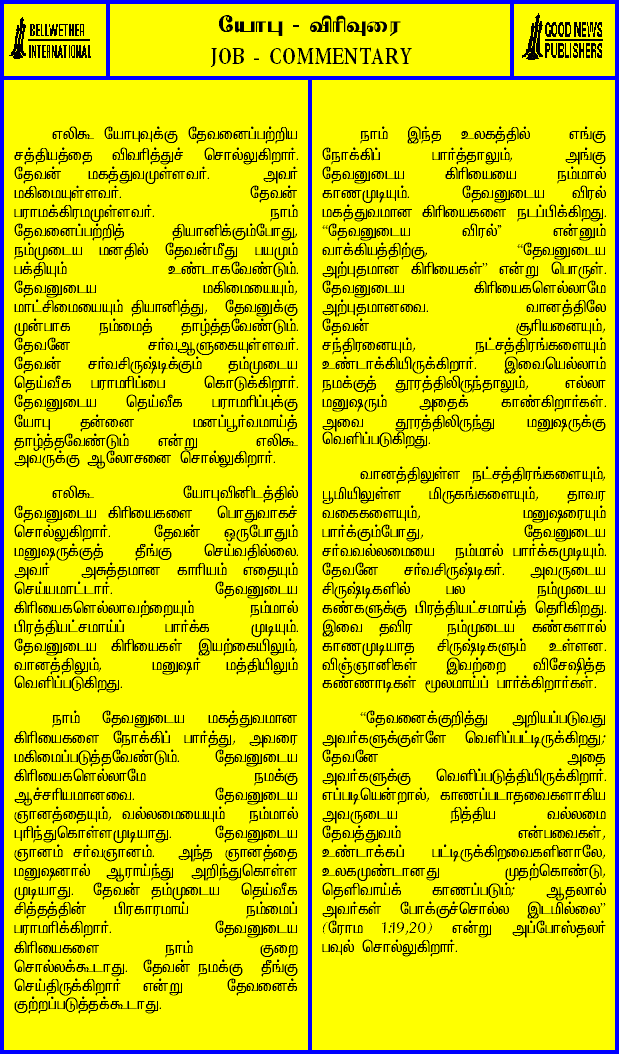 BELLWETHER
INTERNATIONAL
யோபு - விரிவுரை
JOB - COMMENTARY
GOOD NEWS
PUBLISHERS
எலிகூ யோபுவுக்கு தேவனைப்பற்றிய
சத்தியத்தை விவரித்துச் சொல்லுகிறார்.
தேவன் மகத்துவமுள்ளவர். அவர்
மகிமையுள்ளவர். தேவன்
பராமக்கிரமமுள்ளவர். நாம்
தேவனைப்பற்றித் தியானிக்கும்போது,
நம்முடைய மனதில் தேவன்மீது பயமும்
பக்தியும் உண்டாகவேண்டும்.
தேவனுடைய மகிமையையும்,
மாட்சிமையையும் தியானித்து, தேவனுக்கு
முன்பாக நம்மைத் தாழ்த்தவேண்டும்.
தேவனே சர்வஆளுகையுள்ளவர்.
தேவன் சர்வசிருஷ்டிக்கும் தம்முடைய
தெய்வீக பராமரிப்பை கொடுக்கிறார்.
தேவனுடைய தெய்வீக பராமரிப்புக்கு
யோபு தன்னை மனப்பூர்வமாய்த்
தாழ்த்தவேண்டும் என்று எலிகூ
அவருக்கு ஆலோசனை சொல்லுகிறார்.
எலிகூ யோபுவினிடத்தில்
தேவனுடைய கிரியைகளை பொதுவாகச்
சொல்லுகிறார். தேவன் ஒருபோதும்
மனுஷருக்குத் தீங்கு செய்வதில்லை.
அவர் அசுத்தமான காரியம் எதையும்
செய்யமாட்டார். தேவனுடைய
கிரியைகளெல்லாவற்றையும் நம்மால்
பிரத்தியட்சமாய்ப் பார்க்க முடியும்.
தேவனுடைய கிரியைகள் இயற்கையிலும்,
வானத்திலும், மனுஷர் மத்தியிலும்
வெளிப்படுகிறது.
நாம் தேவனுடைய மகத்துவமான
கிரியைகளை நோக்கிப் பார்த்து, அவரை
மகிமைப்படுத்தவேண்டும். தேவனுடைய
கிரியைகளெல்லாமே நமக்கு
ஆச்சரியமானவை. தேவனுடைய
ஞானத்தையும், வல்லமையையும் நம்மால்
புரிந்துகொள்ளமுடியாது. தேவனுடைய
ஞானம் சர்வஞானம். அந்த ஞானத்தை
மனுஷனால் ஆராய்ந்து அறிந்துகொள்ள
முடியாது. தேவன் தம்முடைய தெய்வீக
சித்தத்தின் பிரகாரமாய் நம்மைப்
பராமரிக்கிறார். தேவனுடைய
கிரியைகளை நாம் குறை
சொல்லக்கூடாது. தேவன் நமக்கு தீங்கு
செய்திருக்கிறார் என்று தேவனைக்
குற்றப்படுத்தக்கூடாது.
நாம் இந்த உலகத்தில் எங்கு
நோக்கிப் பார்த்தாலும், அங்கு
தேவனுடைய கிரியையை நம்மால்
காணமுடியும். தேவனுடைய விரல்
மகத்துவமான கிரியைகளை நடப்பிக்கிறது.
“தேவனுடைய விரல்” என்னும்
வாக்கியத்திற்கு, “தேவனுடைய
அற்புதமான கிரியைகள்” என்று பொருள்.
தேவனுடைய கிரியைகளெல்லாமே
அற்புதமானவை. வானத்திலே
தேவன் சூரியனையும்,
சந்திரனையும், நட்சத்திரங்களையும்
உண்டாக்கியிருக்கிறார். இவையெல்லாம்
நமக்குத் தூரத்திலிருந்தாலும், எல்லா
மனுஷரும் அதைக் காண்கிறார்கள்.
அவை தூரத்திலிருந்து மனுஷருக்கு
வெளிப்படுகிறது.
வானத்திலுள்ள நட்சத்திரங்களையும்,
பூமியிலுள்ள மிருகங்களையும், தாவர
வகைகளையும், மனுஷரையும்
பார்க்கும்போது, தேவனுடைய
சர்வவல்லமையை நம்மால் பார்க்கமுடியும்.
தேவனே சர்வசிருஷ்டிகர். அவருடைய
சிருஷ்டிகளில் பல நம்முடைய
கண்களுக்கு பிரத்தியட்சமாய்த் தெரிகிறது.
இவை தவிர நம்முடைய கண்களால்
காணமுடியாத சிருஷ்டிகளும் உள்ளன.
விஞ்ஞானிகள் இவற்றை விசேஷித்த
கண்ணாடிகள் மூலமாய்ப் பார்க்கிறார்கள்.
“தேவனைக்குறித்து அறியப்படுவது
அவர்களுக்குள்ளே வெளிப்பட்டிருக்கிறது;
தேவனே அதை
அவர்களுக்கு வெளிப்படுத்தியிருக்கிறார்.
எப்படியென்றால், காணப்படாதவைகளாகிய
அவருடைய நித்திய வல்லமை
தேவத்துவம் என்பவைகள்,
உண்டாக்கப் பட்டிருக்கிறவைகளினாலே,
உலகமுண்டானது முதற்கொண்டு,
தெளிவாய்க் காணப்படும்; ஆதலால்
அவர்கள் போக்குச்சொல்ல இடமில்லை”
(ரோம 1:19,20) என்று அப்போஸ்தலர்
பவுல் சொல்லுகிறார்.